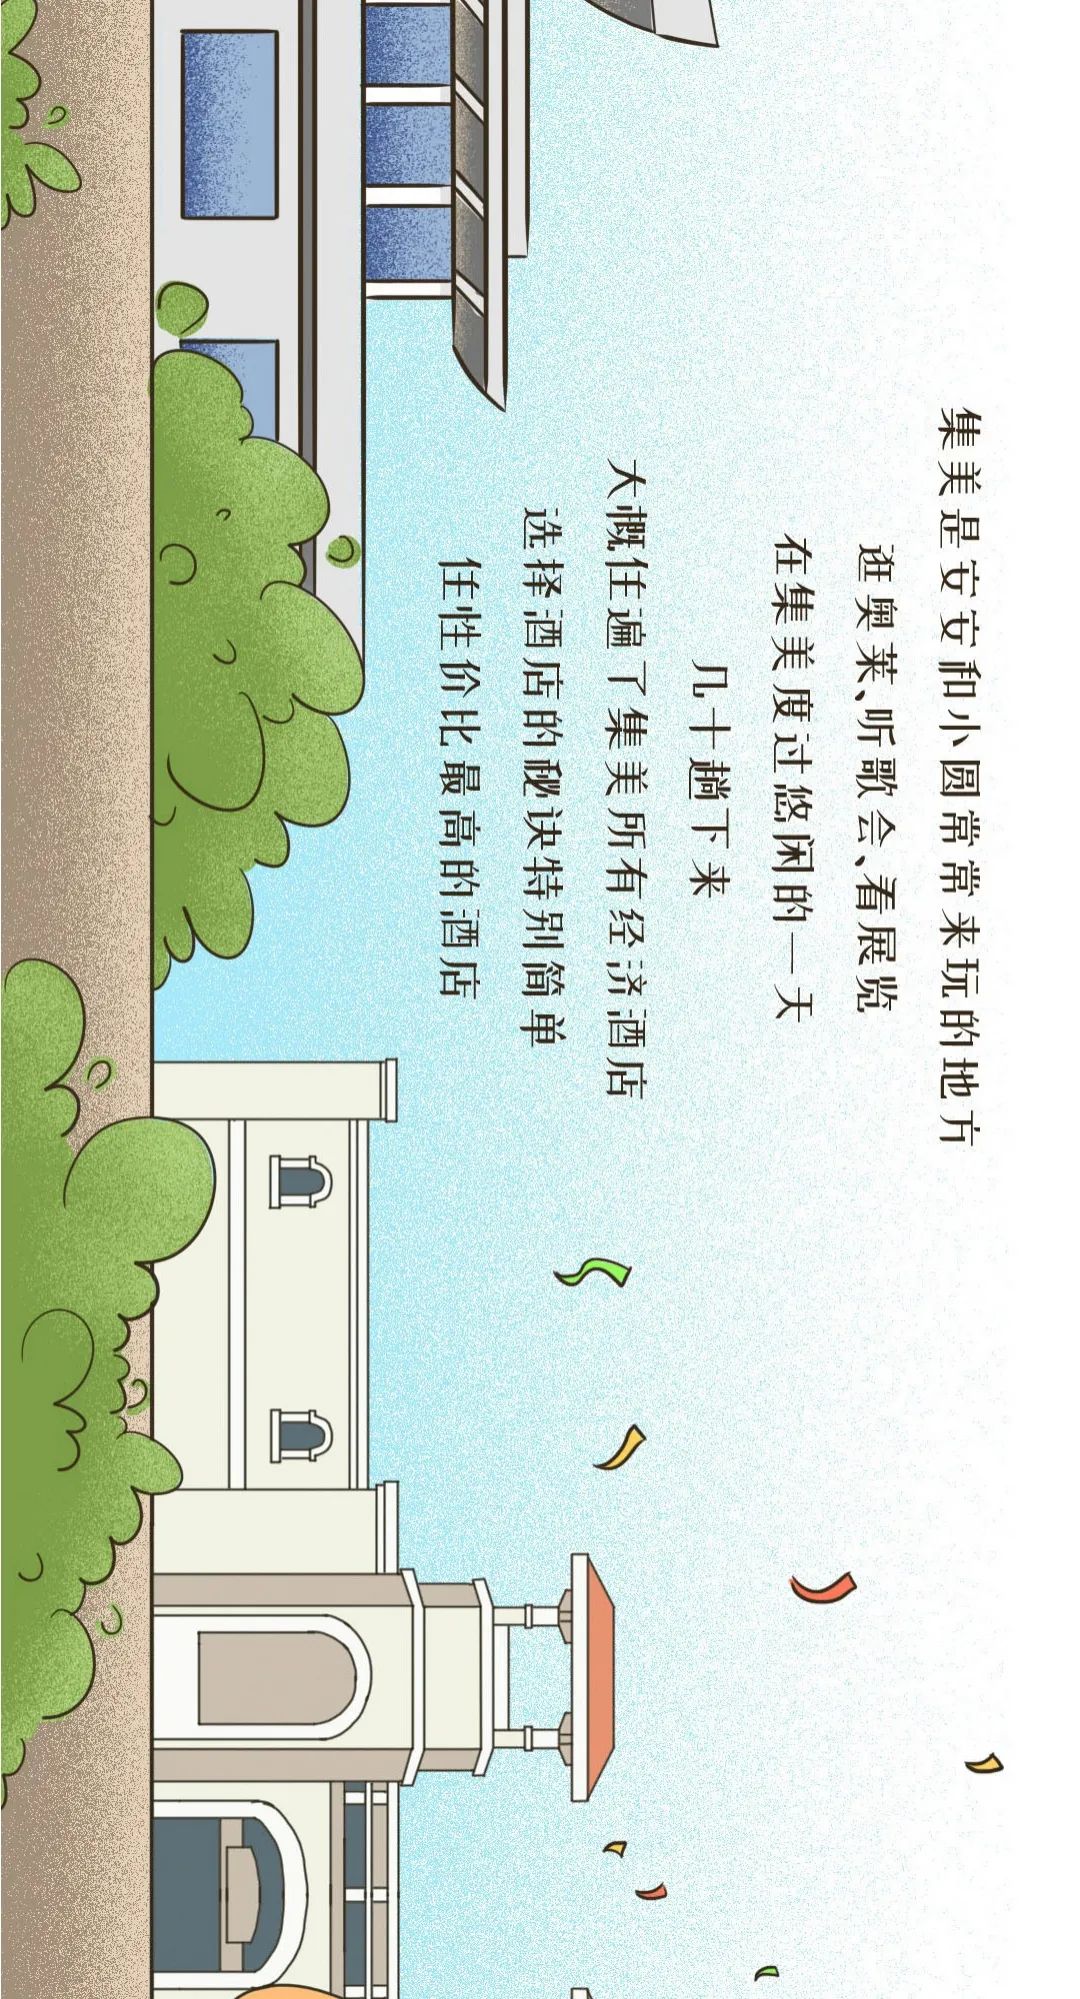 集美是安安和小圆常常来玩的地方
逛奥莱、听歌会、看展览
在集美度过悠闲的一天
几十趟下来
大概住遍了集美所有经济酒店
选择酒店的秘诀特别简单
住性价比最高的酒店